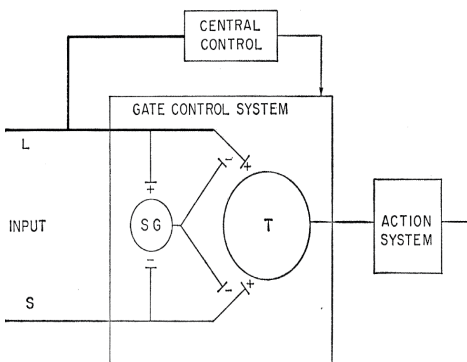 CENTRAL
CONTROL
GATE CONTROL SYSTEM
L
+
-
+
SG
T
INPUT
ACTION
SYSTEM
-
-
+
S